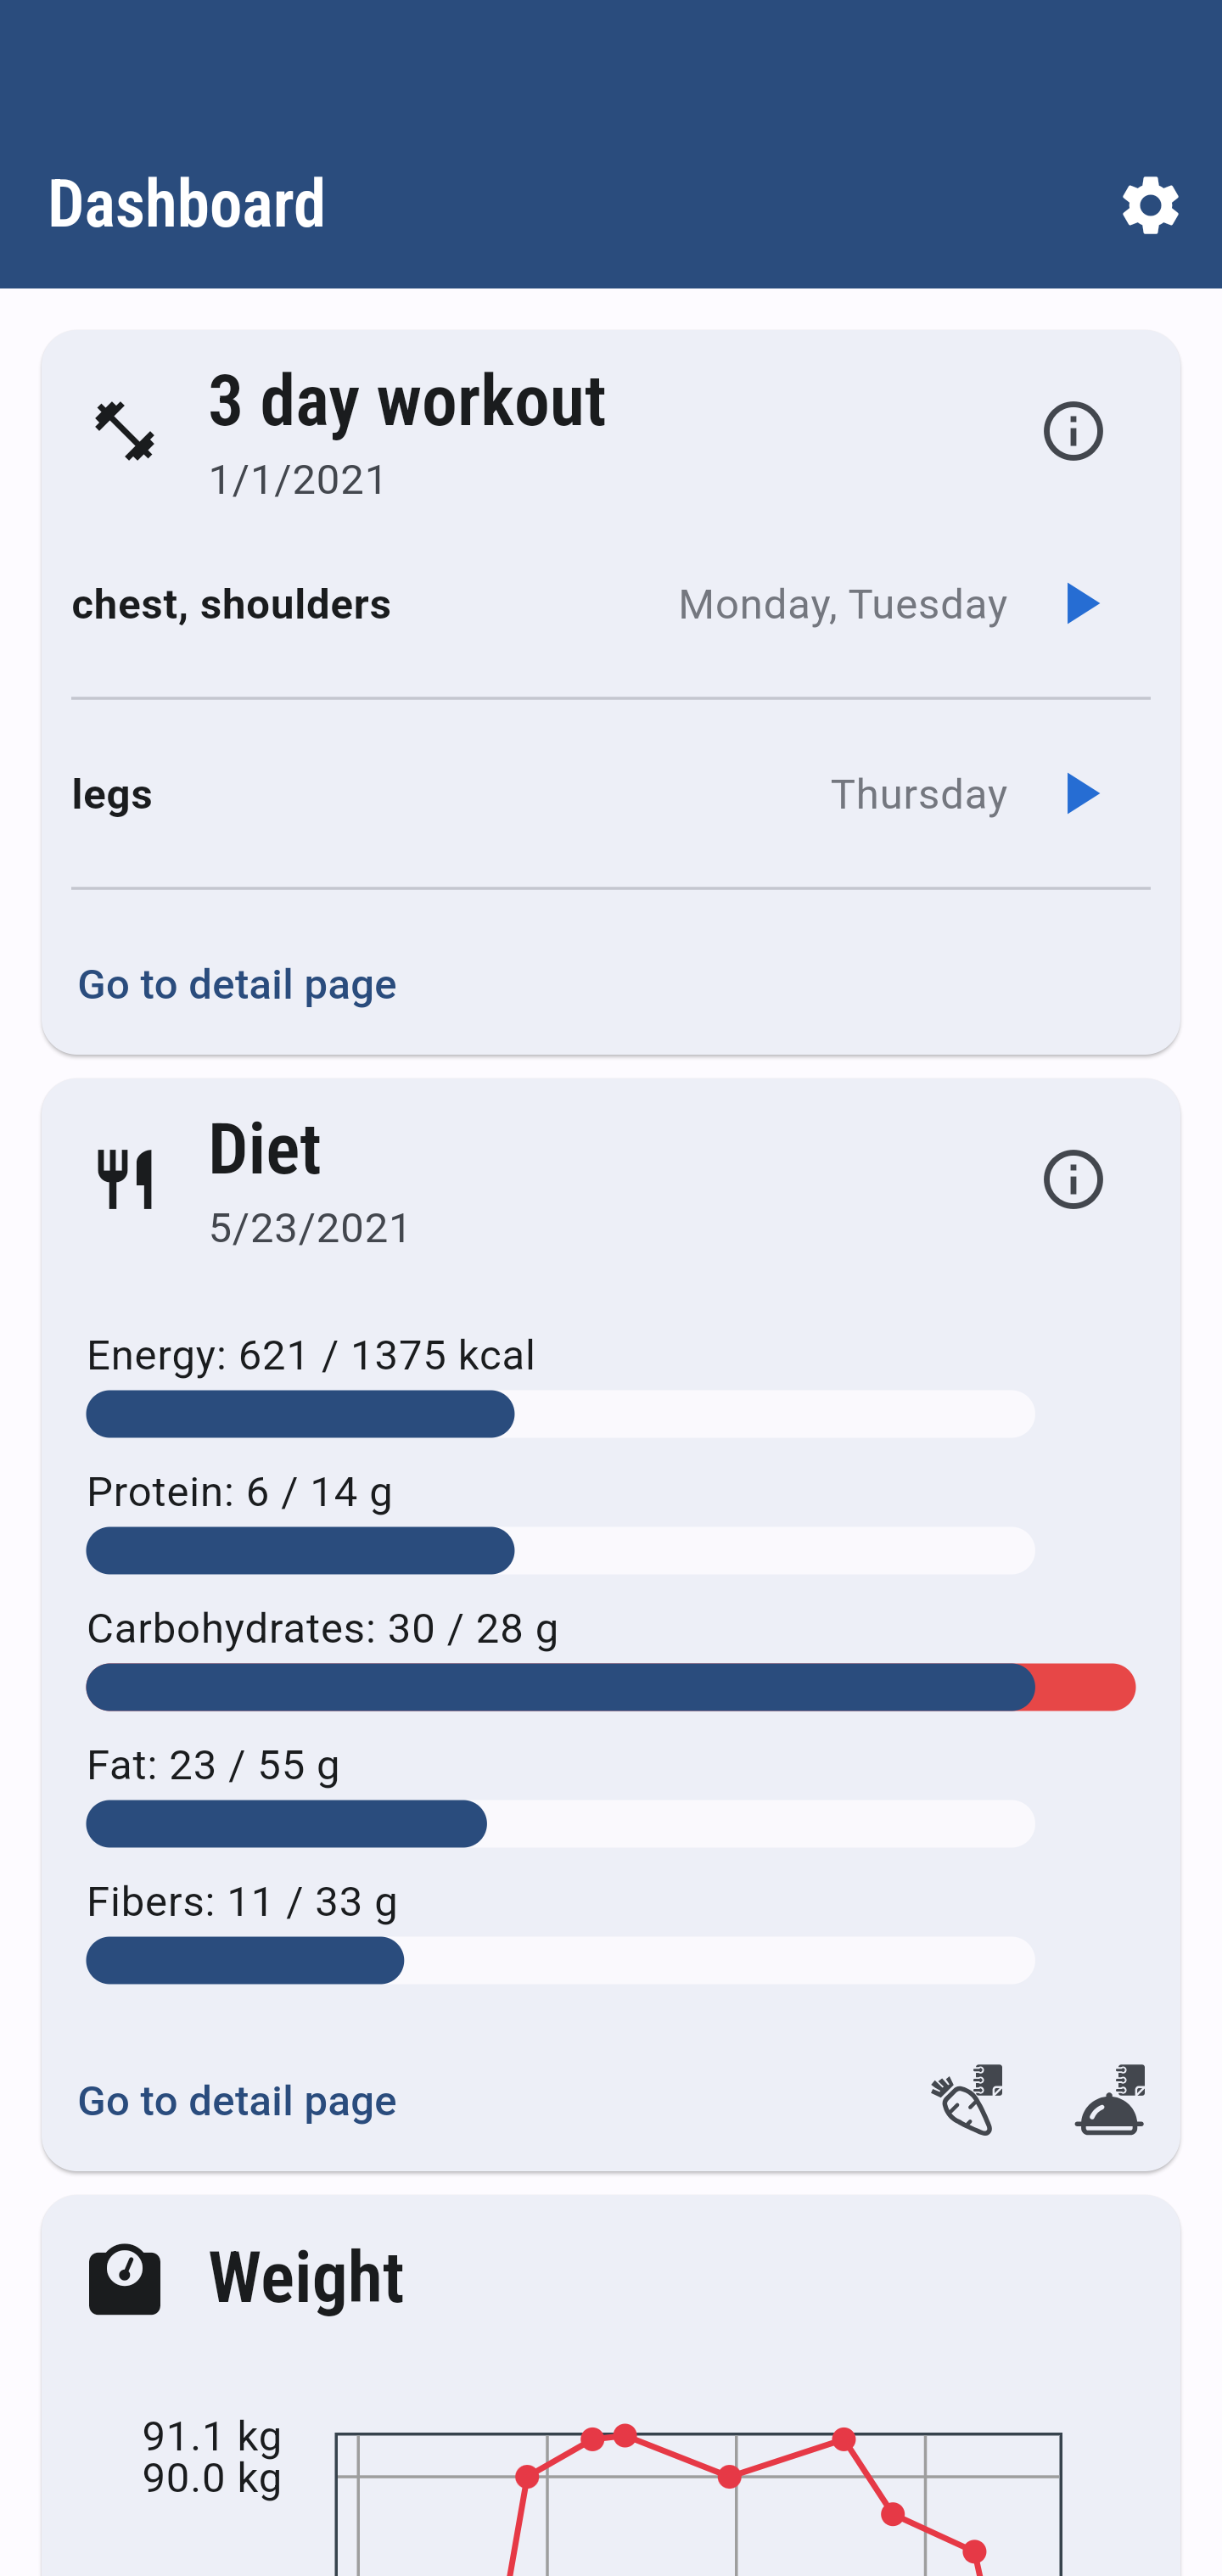 Dashboard
3 day workout
1/1/2021
chest, shoulders Monday, Tuesday
legs Thursday
Go to detail page
Diet
5/23/2021
Energy: 621 / 1375 kcal
Protein: 6 / 14 g
Carbohydrates: 30 / 28 g
Fat: 23 / 55 g
Fibers: 11 / 33 g
Go to detail page
Weight
91.1 kg
90.0 kg